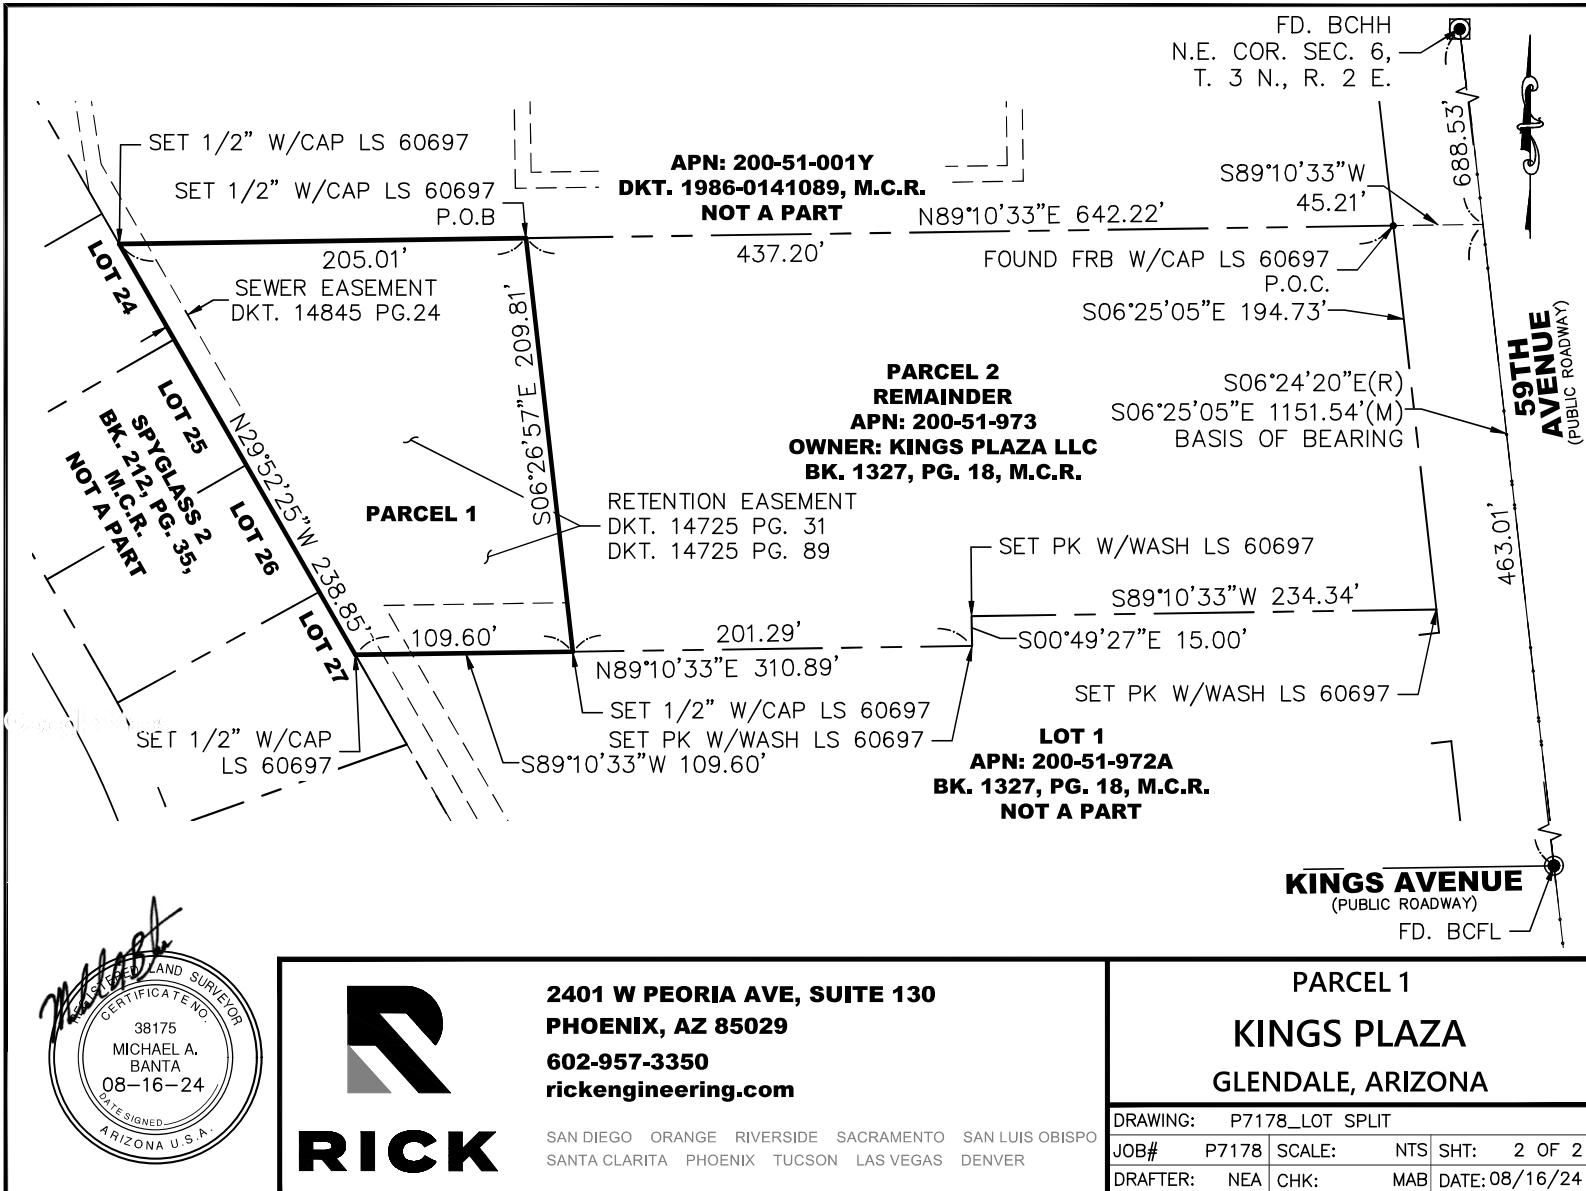 FD. BCHH
N.E. COR. SEC. 6,
T. 3 N., R. 2 E.
688.53'
SET 1/2" W/CAP LS 60697
SET 1/2" W/CAP LS 60697
P.O.B
APN: 200-51-001Y
DKT. 1986-0141089, M.C.R.
NOT A PART
S89°10'33"W
45.21'
N89°10'33"E 642.22'
437.20'
205.01'
FOUND FRB W/CAP LS 60697
P.O.C.
S06°25'05"E 194.73'
LOT 24
SEWER EASEMENT
DKT. 14845 PG.24
S06°26'57"E 209.81'
59TH
AVENUE
(PUBLIC ROADWAY)
PARCEL 2
REMAINDER
APN: 200-51-973
OWNER: KINGS PLAZA LLC
BK. 1327, PG. 18, M.C.R.
S06°24'20"E(R)
S06°25'05"E 1151.54'(M)
BASIS OF BEARING
LOT 25
SPYGLASS 2
BK. 212, PG. 35,
M.C.R.
NOT A PART
N29°52'25"W 238.85'
LOT 26
PARCEL 1
RETENTION EASEMENT
DKT. 14725 PG. 31
DKT. 14725 PG. 89
463.01'
SET PK W/WASH LS 60697
S89°10'33"W 234.34'
LOT 27
109.60'
201.29'
S00°49'27"E 15.00'
N89°10'33"E 310.89'
SET PK W/WASH LS 60697
SET 1/2" W/CAP LS 60697
SET PK W/WASH LS 60697
SET 1/2" W/CAP
LS 60697
S89°10'33"W 109.60'
LOT 1
APN: 200-51-972A
BK. 1327, PG. 18, M.C.R.
NOT A PART
KINGS AVENUE
(PUBLIC ROADWAY)
FD. BCFL
REGISTERED LAND SURVEYOR
CERTIFICATE NO.
38175
MICHAEL A.
BANTA
08-16-24
DATE SIGNED
ARIZONA U.S.A.
RICK
2401 W PEORIA AVE, SUITE 130
PHOENIX, AZ 85029
602-957-3350
rickengineering.com
SAN DIEGO ORANGE RIVERSIDE SACRAMENTO SAN LUIS OBISPO
SANTA CLARITA PHOENIX TUCSON LAS VEGAS DENVER
PARCEL 1
KINGS PLAZA
GLENDALE, ARIZONA
DRAWING: P7178_LOT SPLIT
JOB# P7178 SCALE: NTS SHT: 2 OF 2
DRAFTER: NEA CHK: MAB DATE: 08/16/24